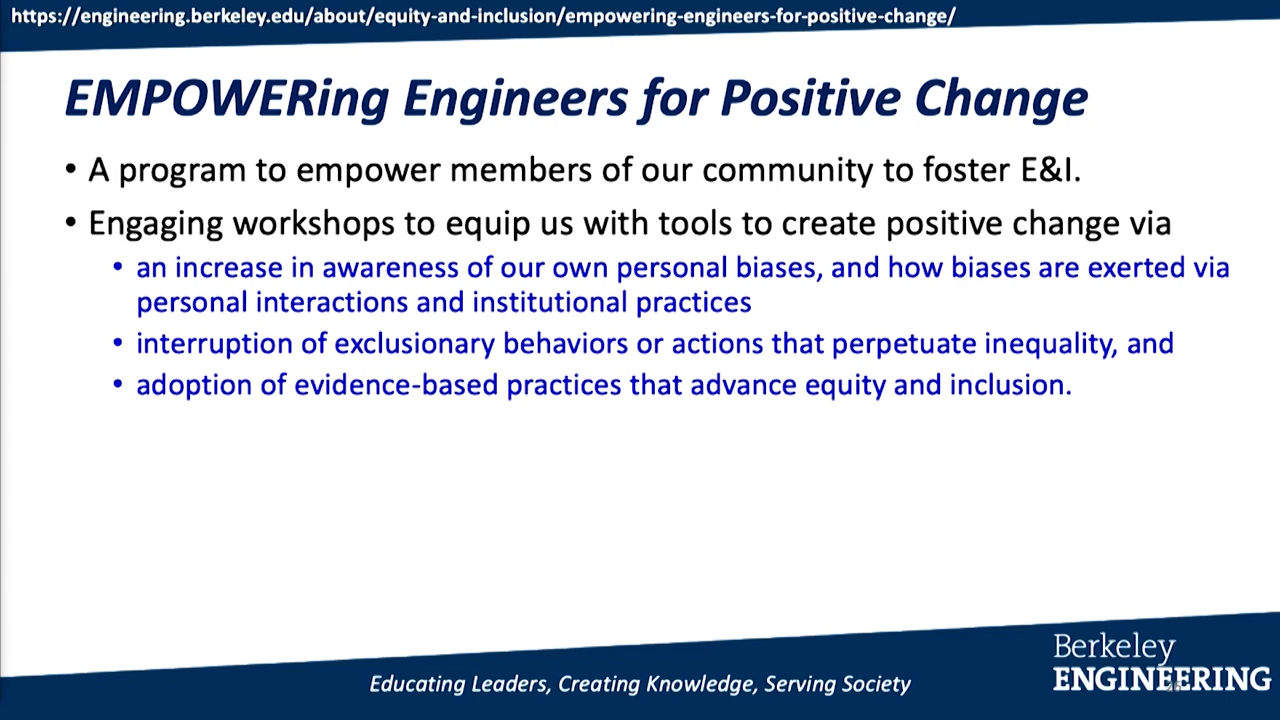 https://engineering.berkeley.edu/about/equity-and-inclusion/empowering-engineers-for-positive-change/
EMPOWERing Engineers for Positive Change
• A program to empower members of our community to foster E&I.
• Engaging workshops to equip us with tools to create positive change via
• an increase in awareness of our own personal biases, and how biases are exerted via
personal interactions and institutional practices
• interruption of exclusionary behaviors or actions that perpetuate inequality, and
• adoption of evidence-based practices that advance equity and inclusion.
Berkeley
ENGINEERING
Educating Leaders, Creating Knowledge, Serving Society